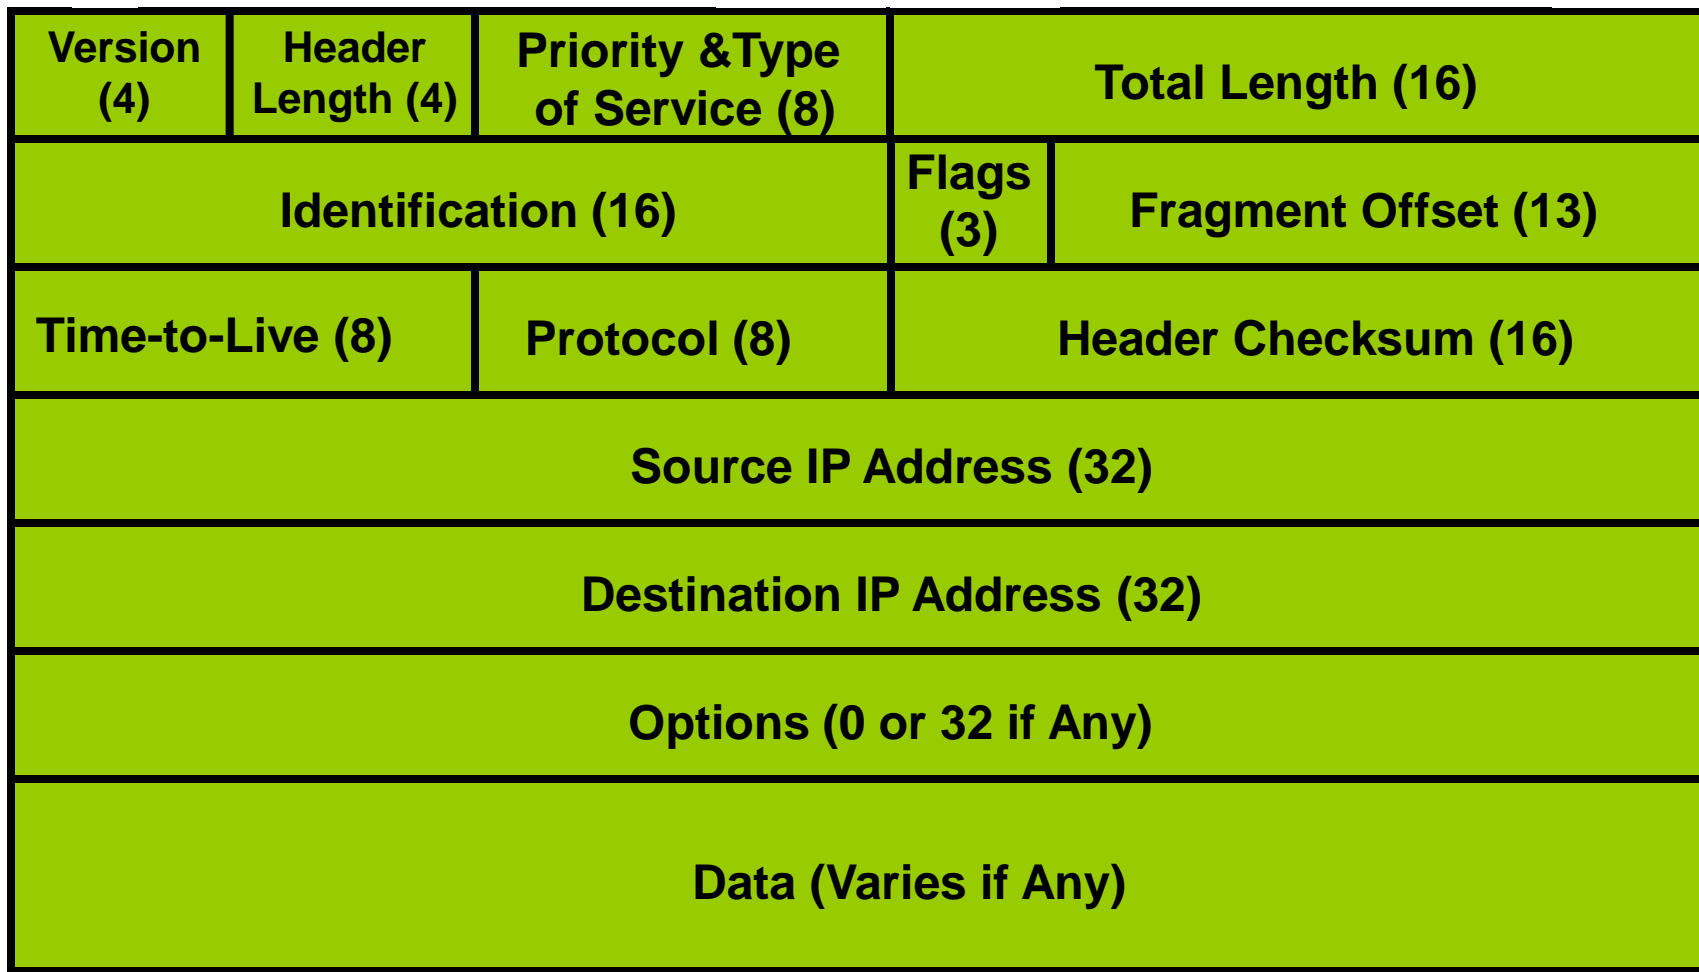 Version
(4)
Header
Length (4)
Priority &Type
of Service (8)
Total Length (16)
Identification (16)
Flags
(3)
Fragment Offset (13)
Time-to-Live (8)
Protocol (8)
Header Checksum (16)
Source IP Address (32)
Destination IP Address (32)
Options (0 or 32 if Any)
Data (Varies if Any)